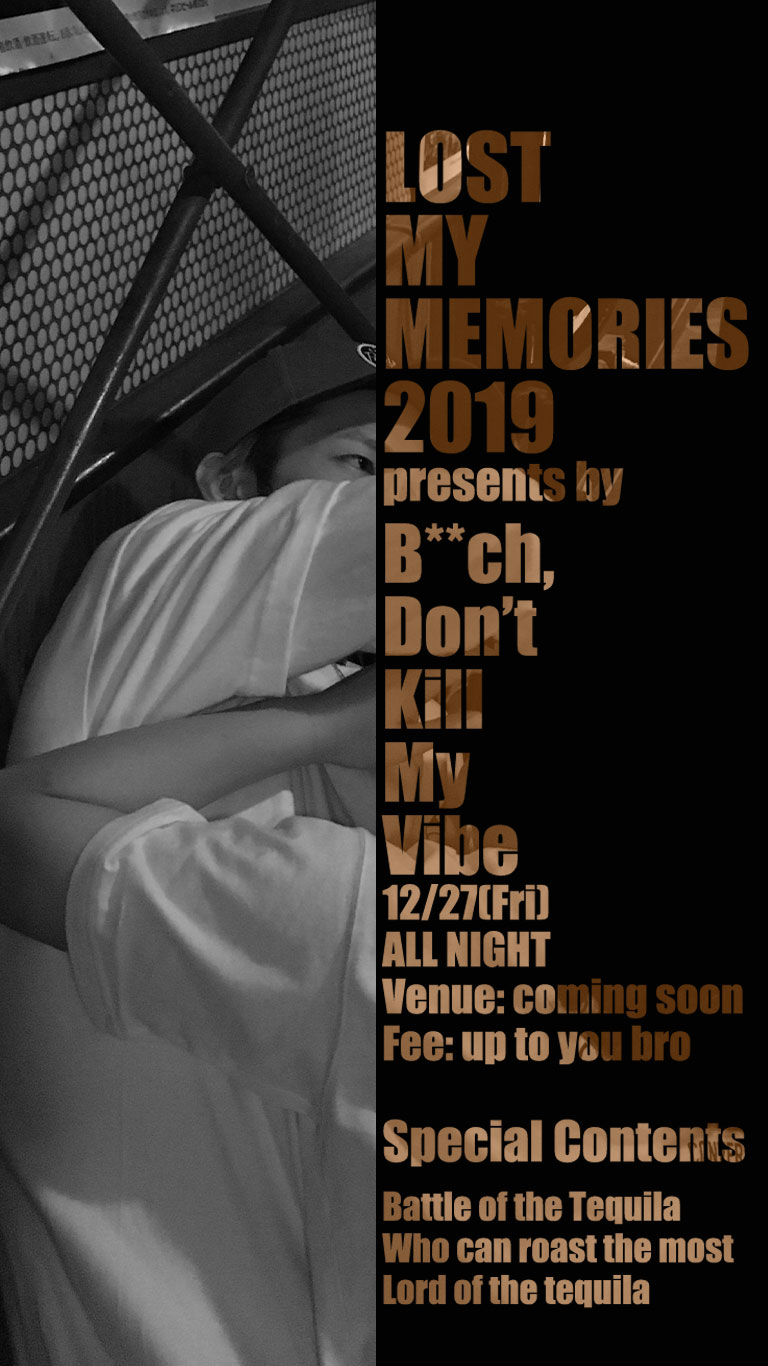 LOST
MY
MEMORIES
2019
presents by
B**ch,
Don’t
Kill
My
Vibe
12/27(Fri)
ALL NIGHT
Venue: coming soon
Fee: up to you bro
Special Contents
Battle of the Tequila
Who can roast the most
Lord of the tequila